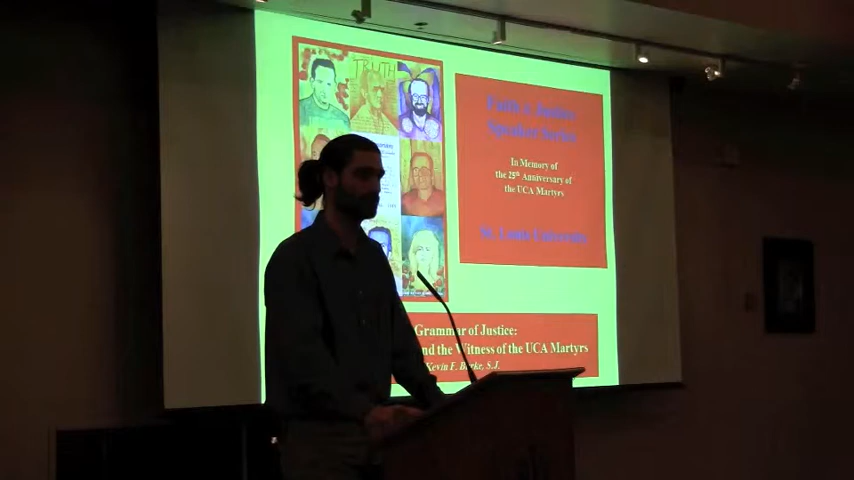 TRUTH
Faith & Justice
Speaker Series
In Memory of
the 25th Anniversary of
the UCA Martyrs
St. Louis University
Grammar of Justice:
and the Witness of the UCA Martyrs
Kevin F. Burke, S.J.